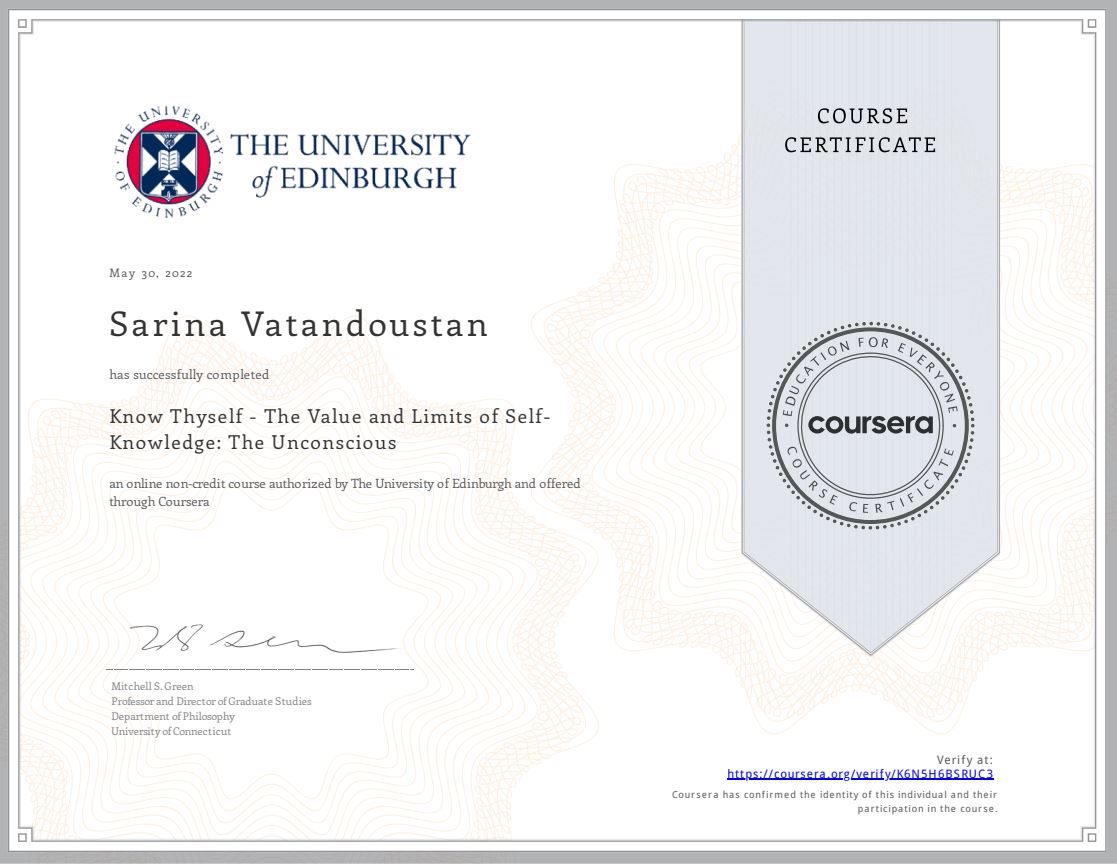 THE UNIVERSITY OF EDINBURGH
THE UNIVERSITY
of EDINBURGH
COURSE
CERTIFICATE
May 30, 2022
Sarina Vatandoustan
has successfully completed
Know Thyself - The Value and Limits of Self-
Knowledge: The Unconscious
an online non-credit course authorized by The University of Edinburgh and offered
through Coursera
EDUCATION FOR EVERYONE
coursera
COURSE CERTIFICATE
Mitchell S. Green
Professor and Director of Graduate Studies
Department of Philosophy
University of Connecticut
Verify at:
https://coursera.org/verify/K6N5H6BSRUC3
Coursera has confirmed the identity of this individual and their
participation in the course.